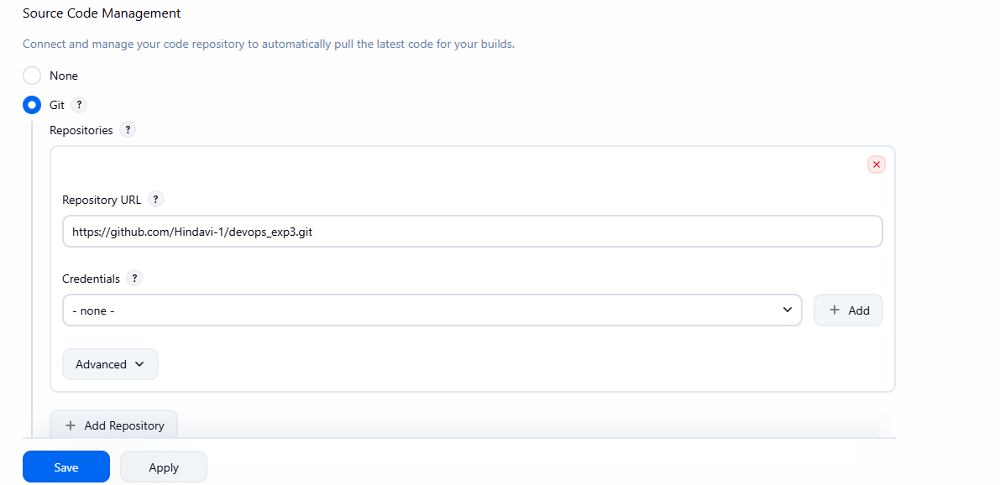 Source Code Management
Connect and manage your code repository to automatically pull the latest code for your builds.
None
Git ?
Repositories ?
Repository URL ?
https://github.com/Hindavi-1/devops_exp3.git
Credentials ?
- none -
+ Add
Advanced
+ Add Repository
Save
Apply